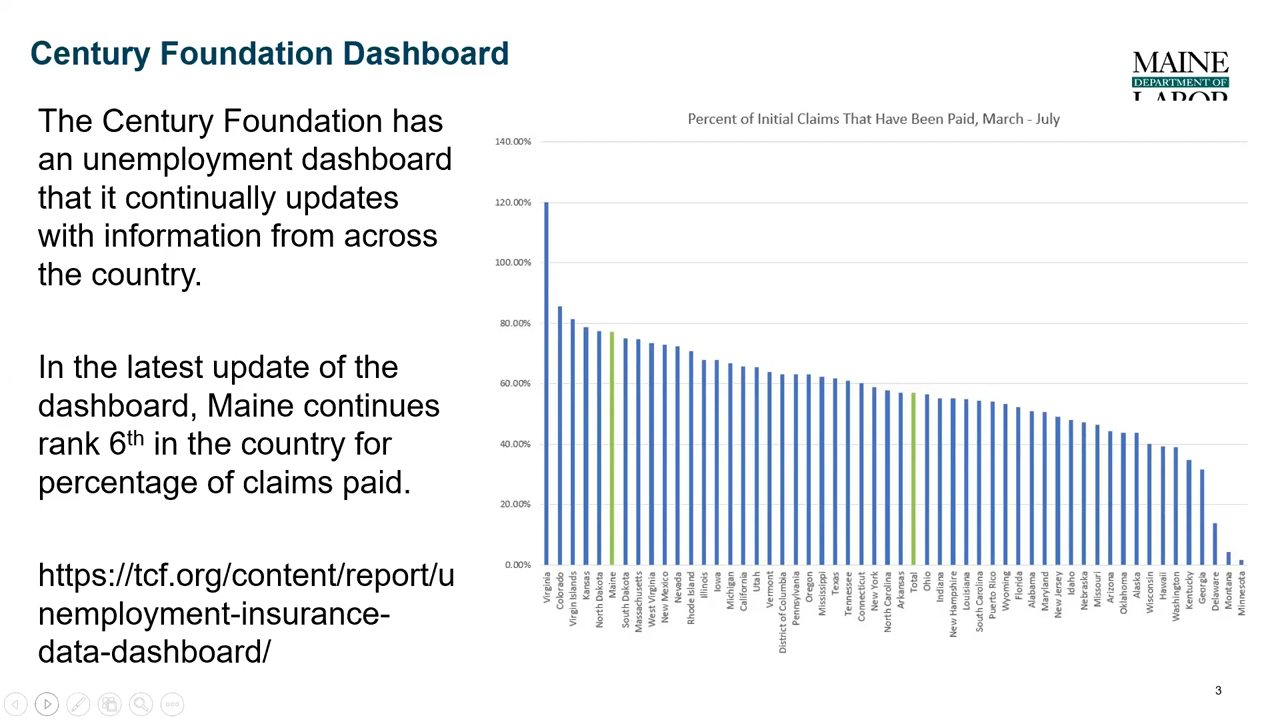 Century Foundation Dashboard
MAINE
DEPARTMENT OF
LABOR
The Century Foundation has
an unemployment dashboard
that it continually updates
with information from across
the country.
In the latest update of the
dashboard, Maine continues
rank 6th in the country for
percentage of claims paid.
https://tcf.org/content/report/u
nemployment-insurance-
data-dashboard/
Percent of Initial Claims That Have Been Paid, March - July
140.00%
120.00%
100.00%
80.00%
60.00%
40.00%
20.00%
0.00%
Virginia
Colorado
Virgin Islands
Kansas
North Dakota
Maine
South Dakota
Massachusetts
West Virginia
New Mexico
Nevada
Rhode Island
Illinois
Iowa
Michigan
California
Utah
Vermont
District of Columbia
Pennsylvania
Oregon
Mississippi
Texas
Tennessee
Connecticut
New York
North Carolina
Arkansas
Total
Ohio
Indiana
New Hampshire
Louisiana
South Carolina
Puerto Rico
Wyoming
Florida
Alabama
Maryland
New Jersey
Idaho
Nebraska
Missouri
Arizona
Oklahoma
Alaska
Wisconsin
Hawaii
Washington
Kentucky
Georgia
Delaware
Montana
Minnesota
3